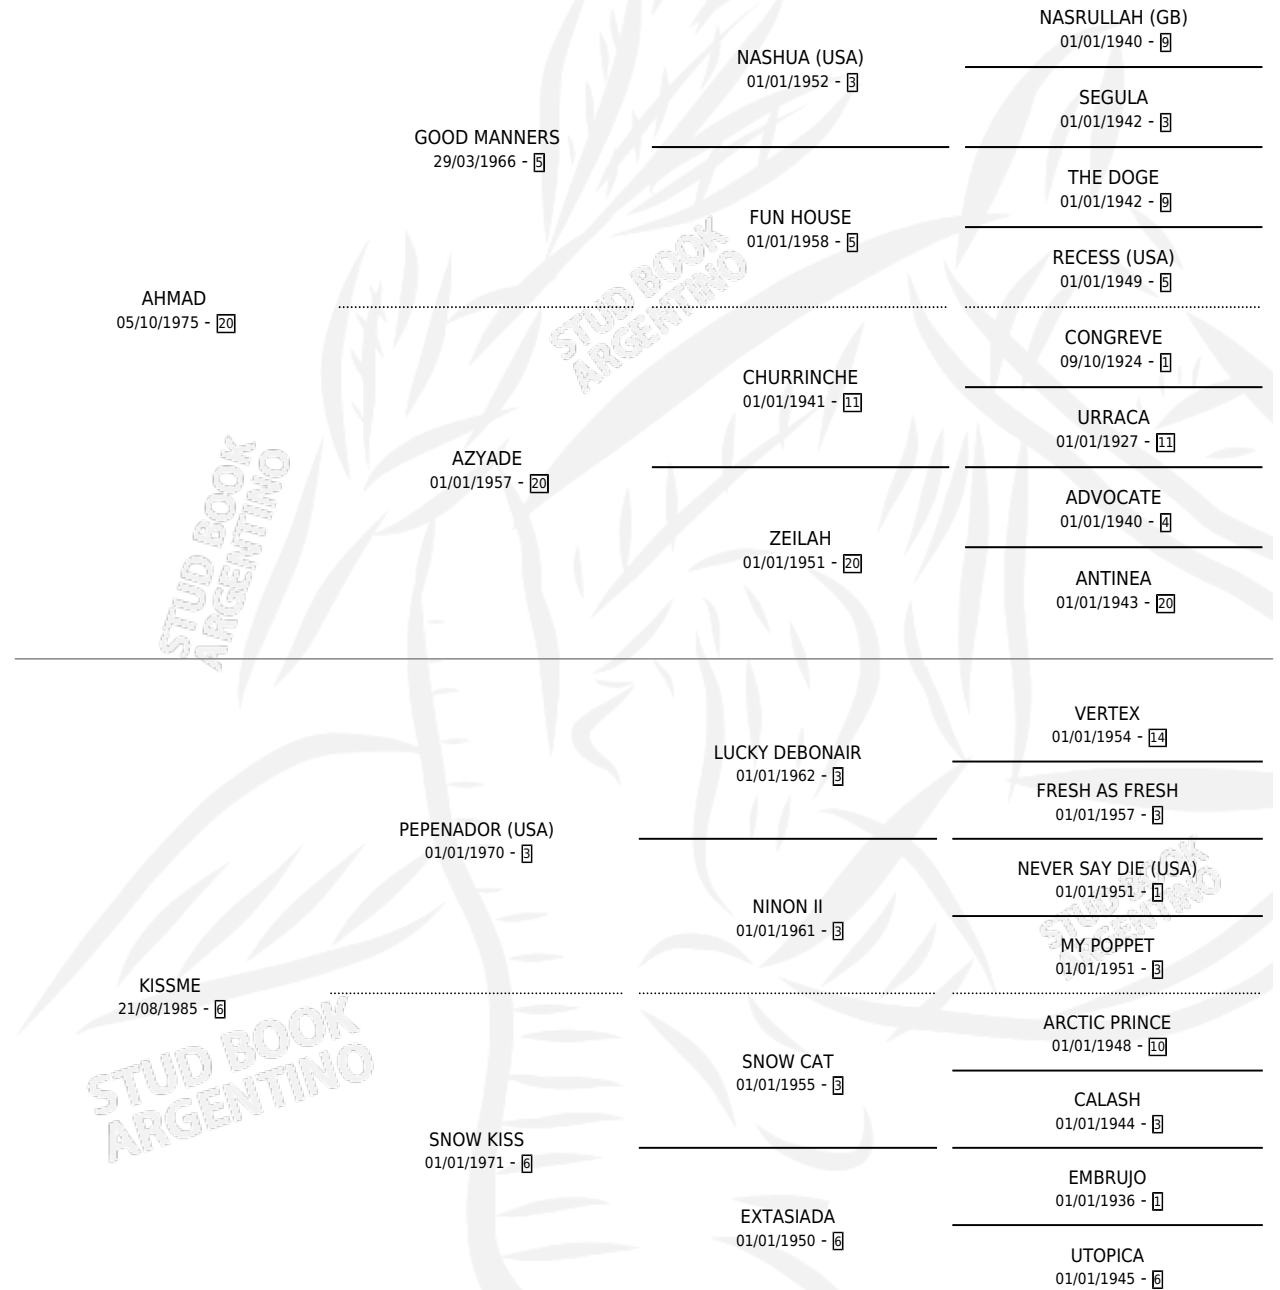 NASRULLAH (GB)
01/01/1940 - 9
NASHUA (USA)
01/01/1952 - 3
SEGULA
01/01/1942 - 3
GOOD MANNERS
29/03/1966 - 5
THE DOGE
01/01/1942 - 9
FUN HOUSE
01/01/1958 - 5
RECESS (USA)
01/01/1949 - 5
AHMAD
05/10/1975 - 20
CONGREVE
09/10/1924 - 1
CHURRINCHE
01/01/1941 - 11
URRACA
01/01/1927 - 11
AZYADE
01/01/1957 - 20
ADVOCATE
01/01/1940 - 4
ZEILAH
01/01/1951 - 20
ANTINEA
01/01/1943 - 20
STUD BOOK
ARGENTINO
STUD BOOK
ARGENTINO
VERTEX
01/01/1954 - 14
LUCKY DEBONAIR
01/01/1962 - 3
FRESH AS FRESH
01/01/1957 - 3
PEPENADOR (USA)
01/01/1970 - 3
NEVER SAY DIE (USA)
01/01/1951 - 1
NINON II
01/01/1961 - 3
MY POPPET
01/01/1951 - 3
KISSME
21/08/1985 - 6
ARCTIC PRINCE
01/01/1948 - 10
SNOW CAT
01/01/1955 - 3
CALASH
01/01/1944 - 3
SNOW KISS
01/01/1971 - 6
EMBRUJO
01/01/1936 - 1
EXTASIADA
01/01/1950 - 6
UTOPICA
01/01/1945 - 6
STUD BOOK
ARGENTINO
STUD BOOK
ARGENTINO